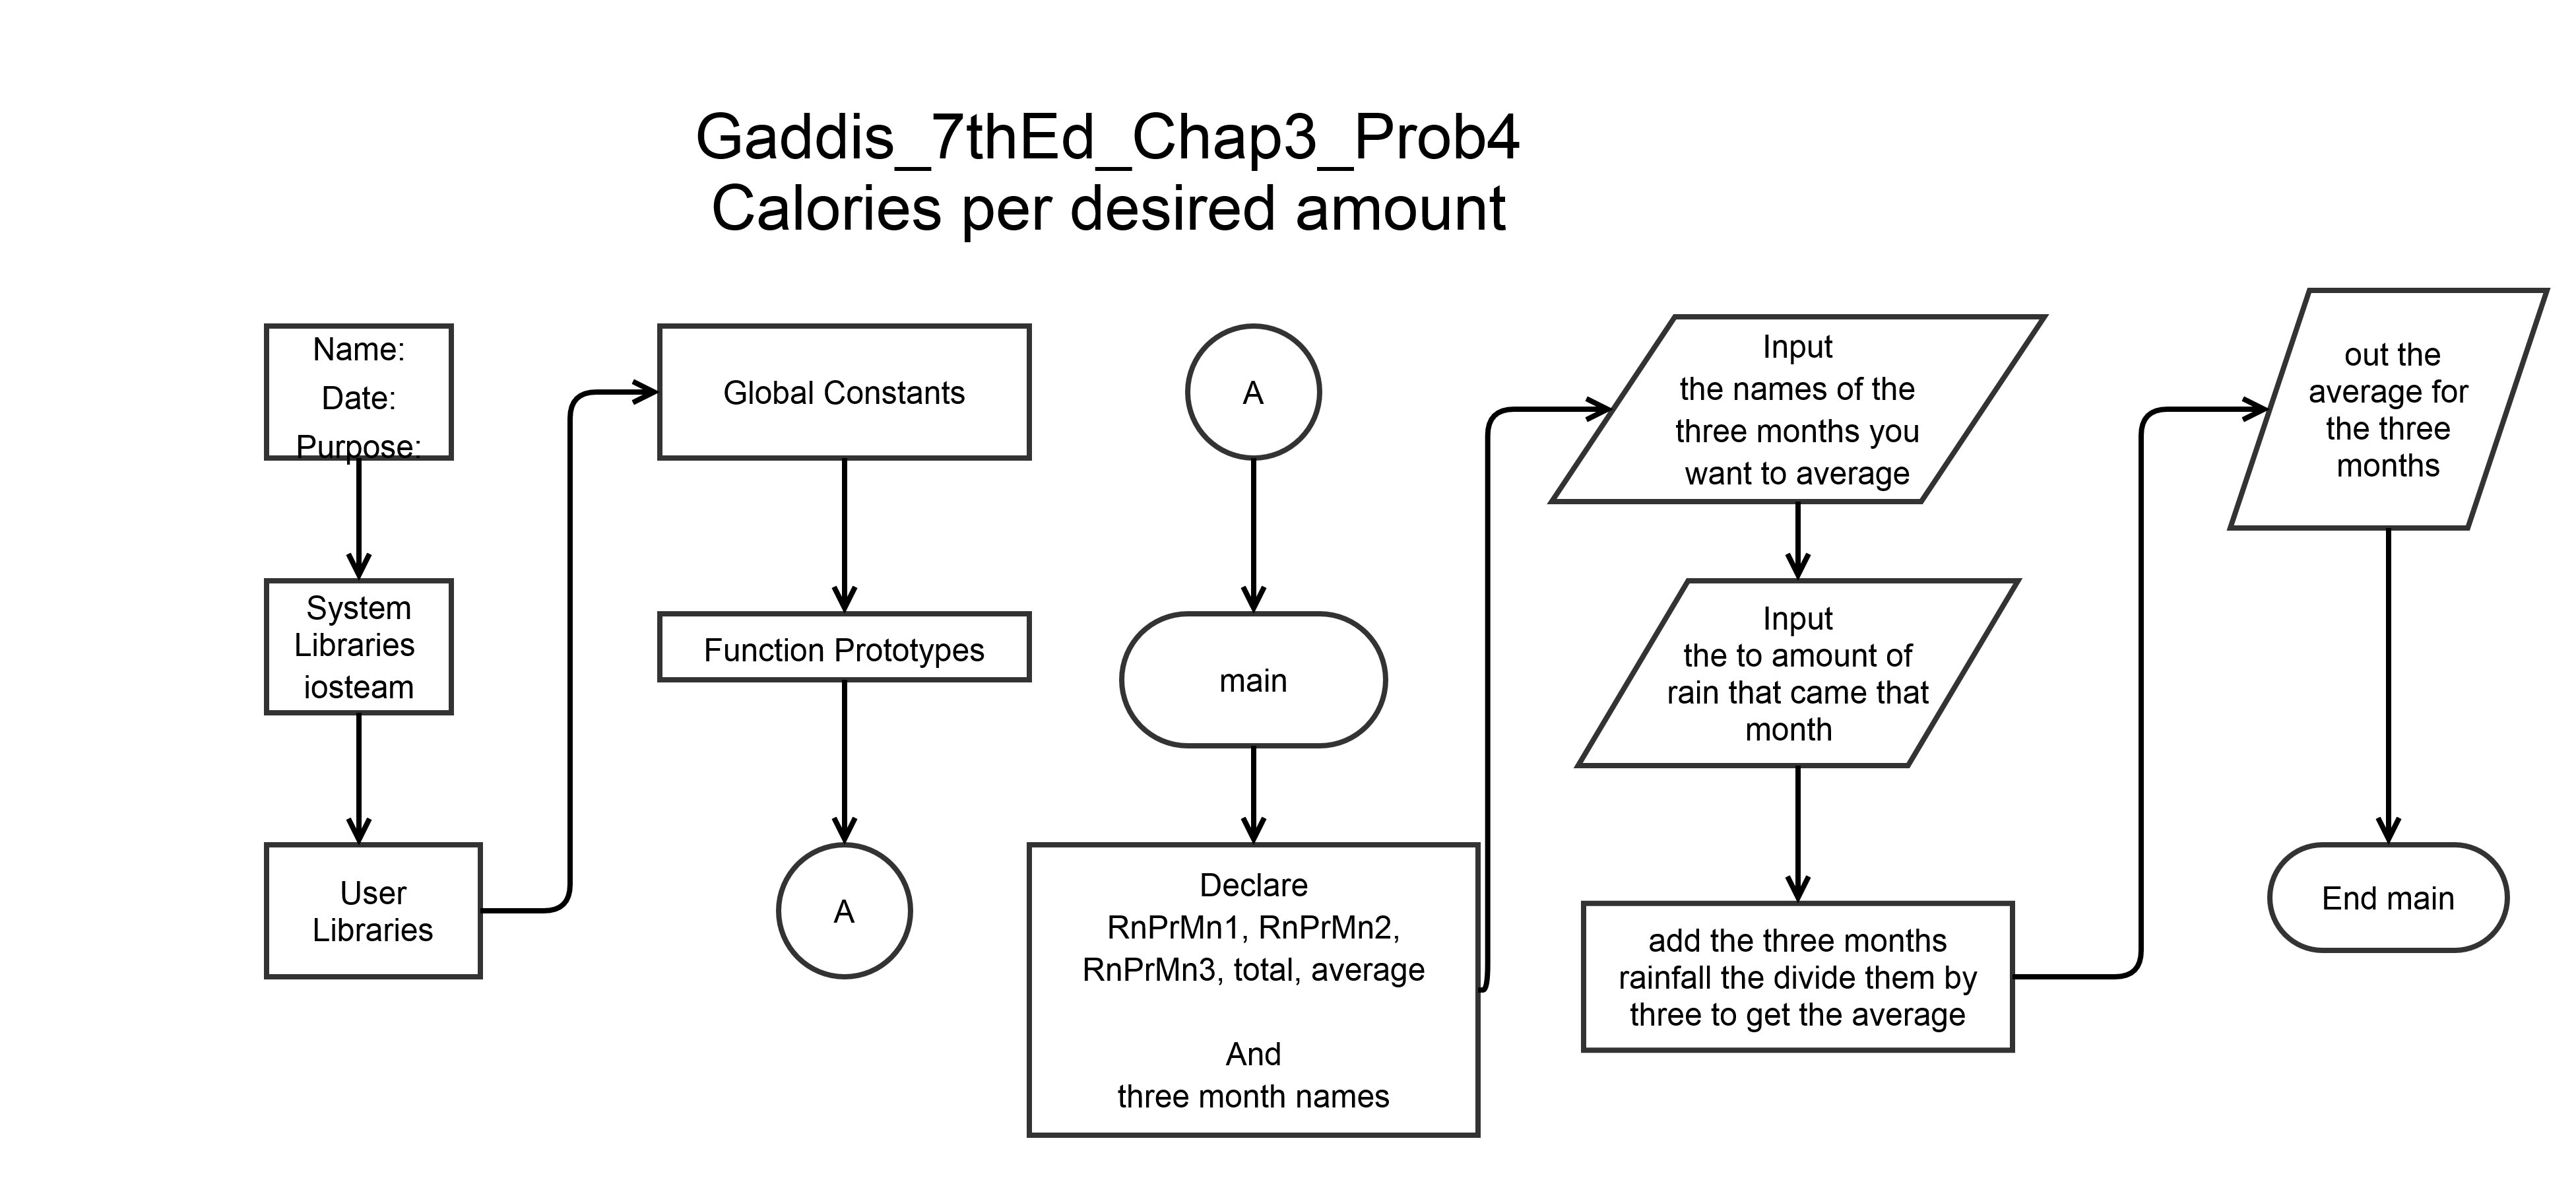 Gaddis_7thEd_Chap3_Prob4
Calories per desired amount
Name:
Date:
Purpose:
System
Libraries
iosteam
User
Libraries
Global Constants
Function Prototypes
A
A
main
Declare
RnPrMn1, RnPrMn2,
RnPrMn3, total, average
And
three month names
Input
the names of the
three months you
want to average
Input
the to amount of
rain that came that
month
add the three months
rainfall the divide them by
three to get the average
out the
average for
the three
months
End main